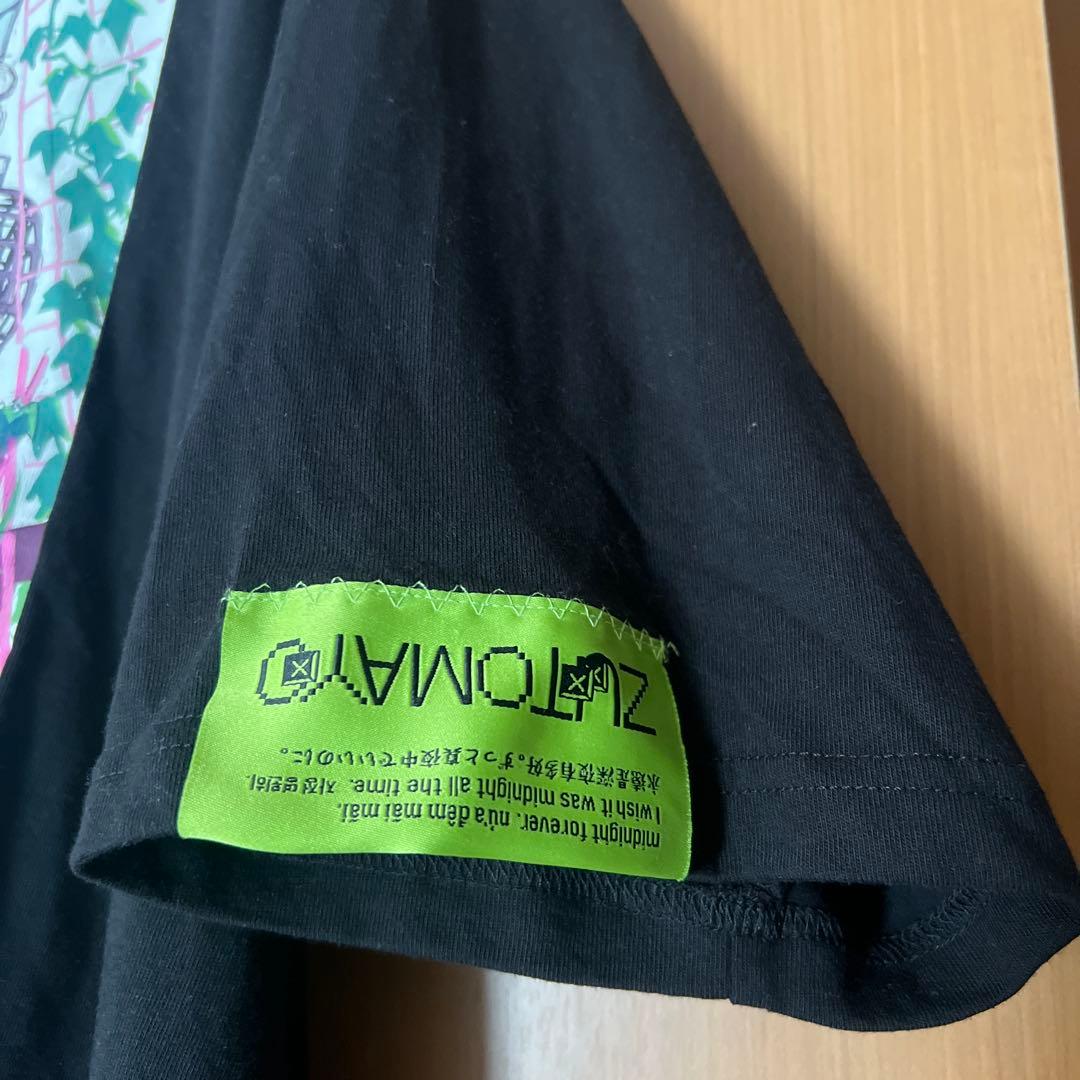 ZUTOMAYO
永遠是深夜有多好。ずっと真夜中でいいのに。
I wish it was midnight all the time. 자정 영원히.
midnight forever. nửa đêm mãi mãi.